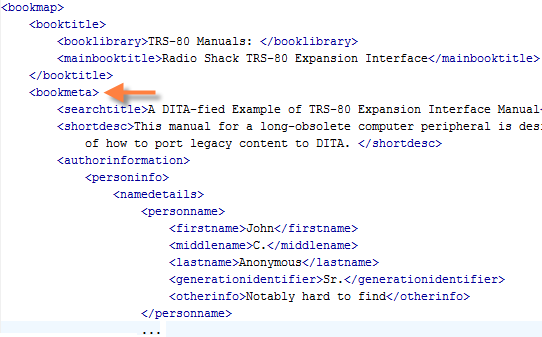 <bookmap>
<booktitle>
<booklibrary>TRS-80 Manuals: </booklibrary>
<mainbooktitle>Radio Shack TRS-80 Expansion Interface</mainbooktitle>
</booktitle>
<bookmeta>
<searchtitle>A DITA-fied Example of TRS-80 Expansion Interface Manual-
<shortdesc>This manual for a long-obsolete computer peripheral is desi
of how to port legacy content to DITA. </shortdesc>
<authorinformation>
<personinfo>
<namedetails>
<personname>
<firstname>John</firstname>
<middlename>C.</middlename>
<lastname>Anonymous</lastname>
<generationidentifier>Sr.</generationidentifier>
<otherinfo>Notably hard to find</otherinfo>
</personname>
...